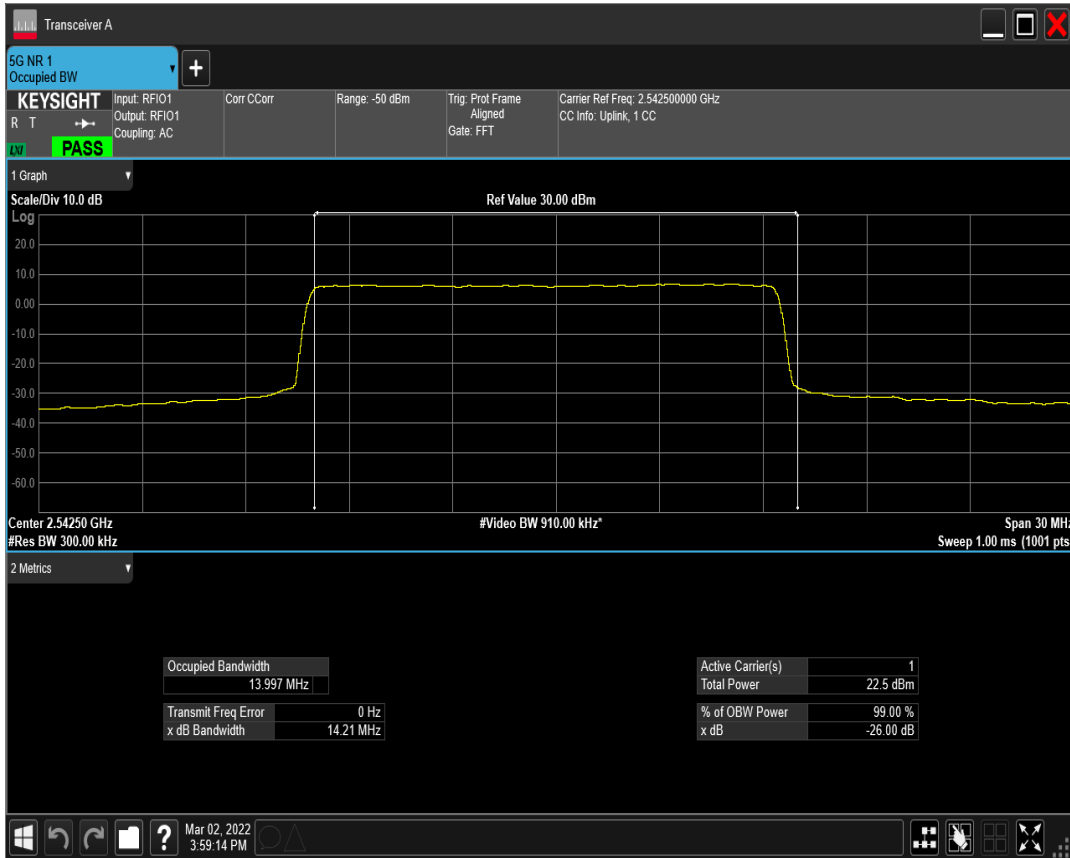 Transceiver A
5G NR 1
Occupied BW
+
KEYSIGHT
R T
LXI
PASS
Input: RFIO1
Output: RFIO1
Coupling: AC
Corr CCorr
Range: -50 dBm
Trig: Prot Frame
Aligned
Gate: FFT
Carrier Ref Freq: 2.542500000 GHz
CC Info: Uplink, 1 CC
1 Graph
Scale/Div 10.0 dB
Ref Value 30.00 dBm
Log
20.0
10.0
0.00
-10.0
-20.0
-30.0
-40.0
-50.0
-60.0
Center 2.54250 GHz
#Video BW 910.00 kHz*
Span 30 MHz
#Res BW 300.00 kHz
Sweep 1.00 ms (1001 pts
2 Metrics
Occupied Bandwidth
13.997 MHz
Transmit Freq Error 0 Hz
x dB Bandwidth 14.21 MHz
Active Carrier(s) 1
Total Power 22.5 dBm
% of OBW Power 99.00 %
x dB -26.00 dB
?
Mar 02, 2022
3:59:14 PM